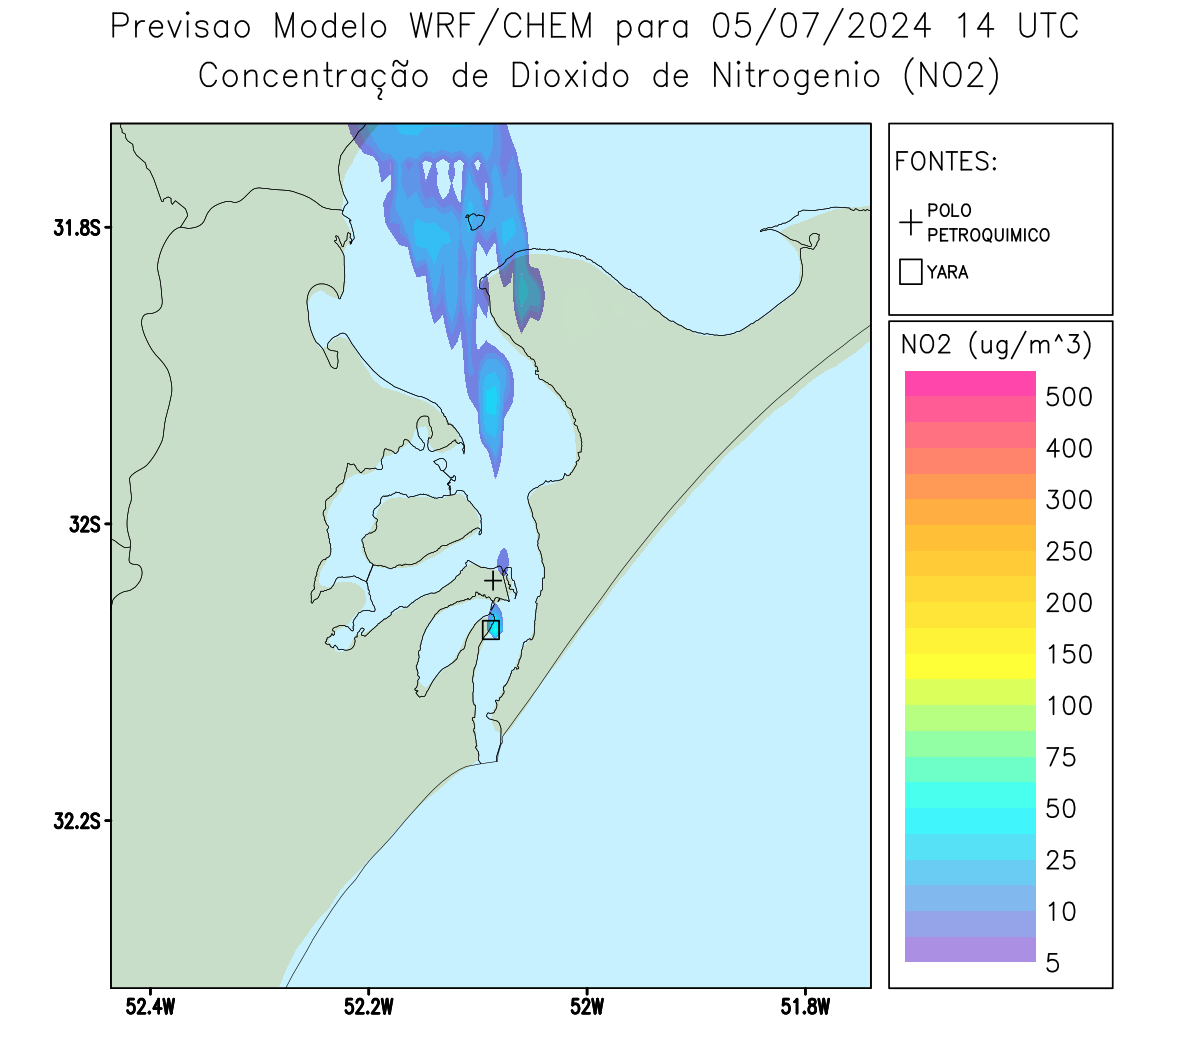 Previsao Modelo WRF/CHEM para 05/07/2024 14 UTC
Concentração de Dioxido de Nitrogenio (NO2)
FONTES:
POLO
PETROQUIMICO
YARA
NO2 (ug/m^3)
500
400
300
250
200
150
100
75
50
25
10
5
31.8S
32S
32.2S
52.4W
52.2W
52W
51.8W